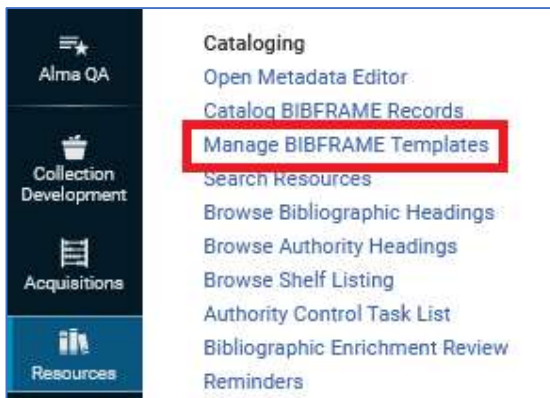 Alma QA
Collection
Development
Acquisitions
Resources
Cataloging
Open Metadata Editor
Catalog BIBFRAME Records
Manage BIBFRAME Templates
Search Resources
Browse Bibliographic Headings
Browse Authority Headings
Browse Shelf Listing
Authority Control Task List
Bibliographic Enrichment Review
Reminders